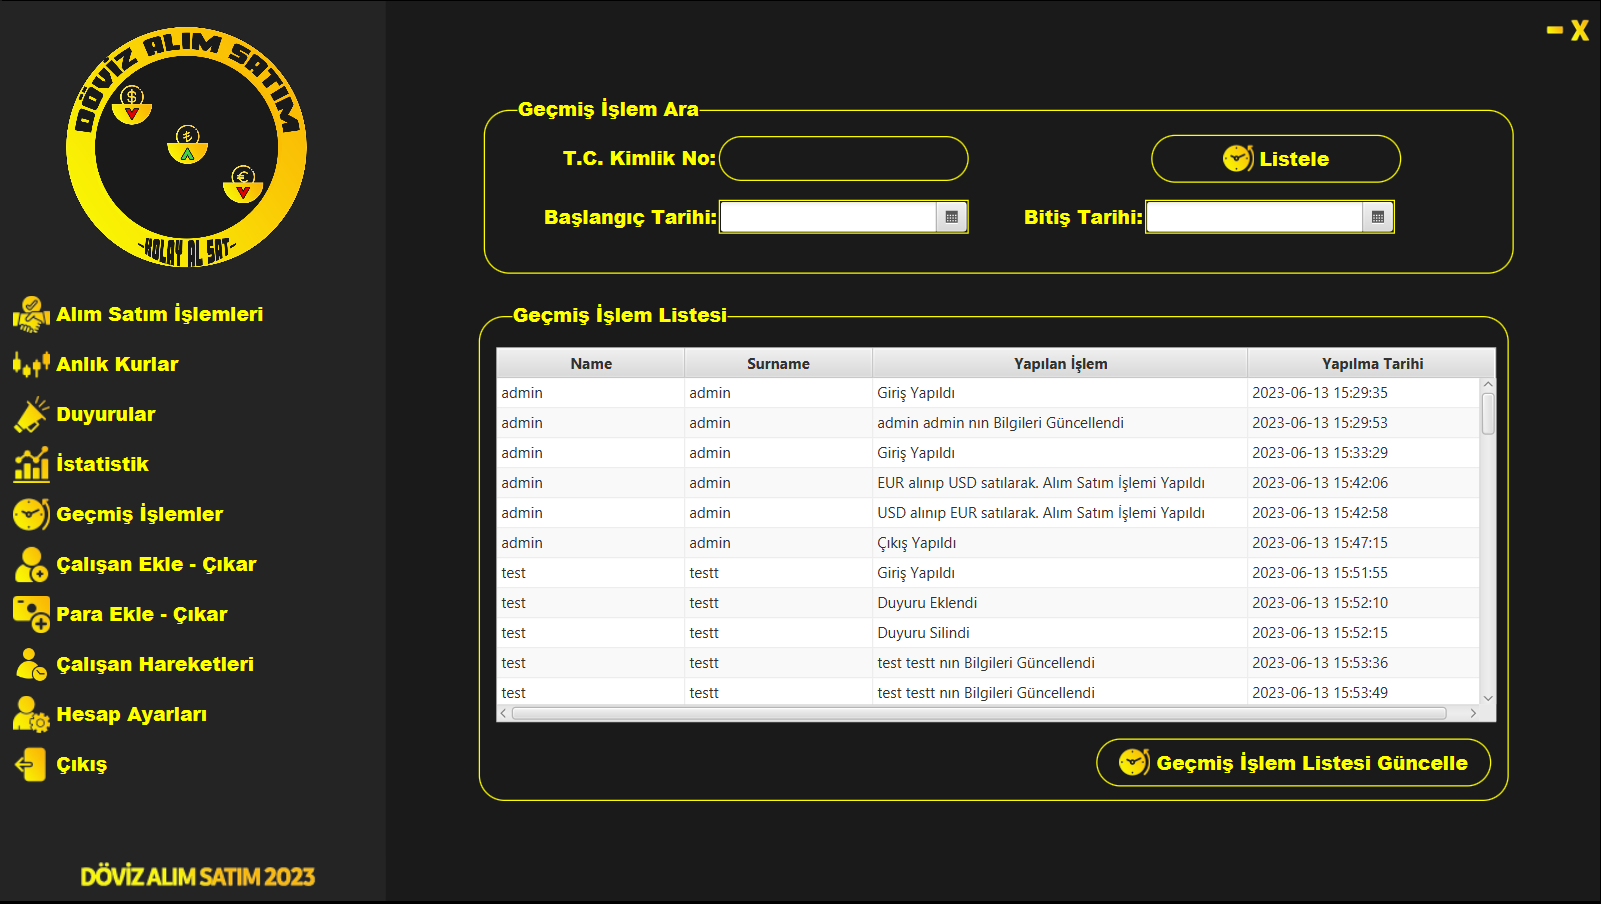 DÖVİZ ALIM SATIM
-KOLAY AL SAT-
Alım Satım İşlemleri
Anlık Kurlar
Duyurular
İstatistik
Geçmiş İşlemler
Çalışan Ekle - Çıkar
Para Ekle - Çıkar
Çalışan Hareketleri
Hesap Ayarları
Çıkış
DÖVİZ ALIM SATIM 2023
X
Geçmiş İşlem Ara
T.C. Kimlik No:
Listele
Başlangıç Tarihi: Bitiş Tarihi:
Geçmiş İşlem Listesi
Name Surname Yapılan İşlem Yapılma Tarihi
admin admin Giriş Yapıldı 2023-06-13 15:29:35
admin admin admin admin nın Bilgileri Güncellendi 2023-06-13 15:29:53
admin admin Giriş Yapıldı 2023-06-13 15:33:29
admin admin EUR alınıp USD satılarak. Alım Satım İşlemi Yapıldı 2023-06-13 15:42:06
admin admin USD alınıp EUR satılarak. Alım Satım İşlemi Yapıldı 2023-06-13 15:42:58
admin admin Çıkış Yapıldı 2023-06-13 15:47:15
test testt Giriş Yapıldı 2023-06-13 15:51:55
test testt Duyuru Eklendi 2023-06-13 15:52:10
test testt Duyuru Silindi 2023-06-13 15:52:15
test testt test testt nın Bilgileri Güncellendi 2023-06-13 15:53:36
test testt test testt nın Bilgileri Güncellendi 2023-06-13 15:53:49
Geçmiş İşlem Listesi Güncelle